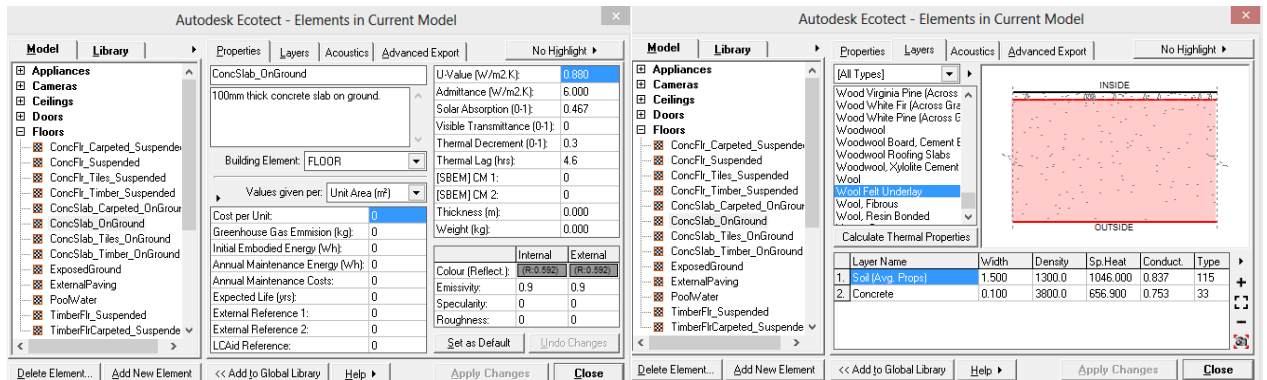 Autodesk Ecotect - Elements in Current Model
Model Library
Appliances
Cameras
Ceilings
Doors
Floors
ConcFlr_Carpeted_Suspende
ConcFlr_Suspended
ConcFlr_Tiles_Suspended
ConcFlr_Timber_Suspended
ConcSlab_Carpeted_OnGrour
ConcSlab_OnGround
ConcSlab_Tiles_OnGround
ConcSlab_Timber_OnGround
ExposedGround
ExternalPaving
PoolWater
TimberFlr_Suspended
TimberFlrCarpeted_Suspende
Delete Element... Add New Element
Properties Layers Acoustics Advanced Export No Highlight
ConcSlab_OnGround
100mm thick concrete slab on ground.
Building Element: FLOOR
Values given per: Unit Area (m²)
Cost per Unit: 0
Greenhouse Gas Emmision (kg): 0
Initial Embodied Energy (Wh): 0
Annual Maintenance Energy (Wh): 0
Annual Maintenance Costs: 0
Expected Life (yrs): 0
External Reference 1: 0
External Reference 2: 0
LCAid Reference: 0
U-Value (W/m2.K): 0.880
Admittance (W/m2.K): 6.000
Solar Absorption (0-1): 0.467
Visible Transmittance (0-1): 0
Thermal Decrement (0-1): 0.3
Thermal Lag (hrs): 4.6
[SBEM] CM 1: 0
[SBEM] CM 2: 0
Thickness (m): 0.000
Weight (kg): 0.000
Internal External
Colour (Reflect.): (R:0.592) (R:0.592)
Emissivity: 0.9 0.9
Specularity: 0 0
Roughness: 0 0
Set as Default Undo Changes
<< Add to Global Library Help Apply Changes Close
Autodesk Ecotect - Elements in Current Model
Model Library
Appliances
Cameras
Ceilings
Doors
Floors
ConcFlr_Carpeted_Suspende
ConcFlr_Suspended
ConcFlr_Tiles_Suspended
ConcFlr_Timber_Suspended
ConcSlab_Carpeted_OnGrour
ConcSlab_OnGround
ConcSlab_Tiles_OnGround
ConcSlab_Timber_OnGround
ExposedGround
ExternalPaving
PoolWater
TimberFlr_Suspended
TimberFlrCarpeted_Suspende
Delete Element... Add New Element
Properties Layers Acoustics Advanced Export No Highlight
[All Types]
Wood Virginia Pine (Across
Wood White Fir (Across Gra
Wood White Pine (Across G
Woodwool
Woodwool Board, Cement E
Woodwool Roofing Slabs
Woodwool, Xylolite Cement
Wool
Wool Felt Underlay
Wool, Fibrous
Wool, Resin Bonded
Calculate Thermal Properties
INSIDE
OUTSIDE
Layer Name Width Density Sp.Heat Conduct. Type
1. Soil (Avg. Props) 1.500 1300.0 1046.000 0.837 115
2. Concrete 0.100 3800.0 656.900 0.753 33
<< Add to Global Library Help Apply Changes Close